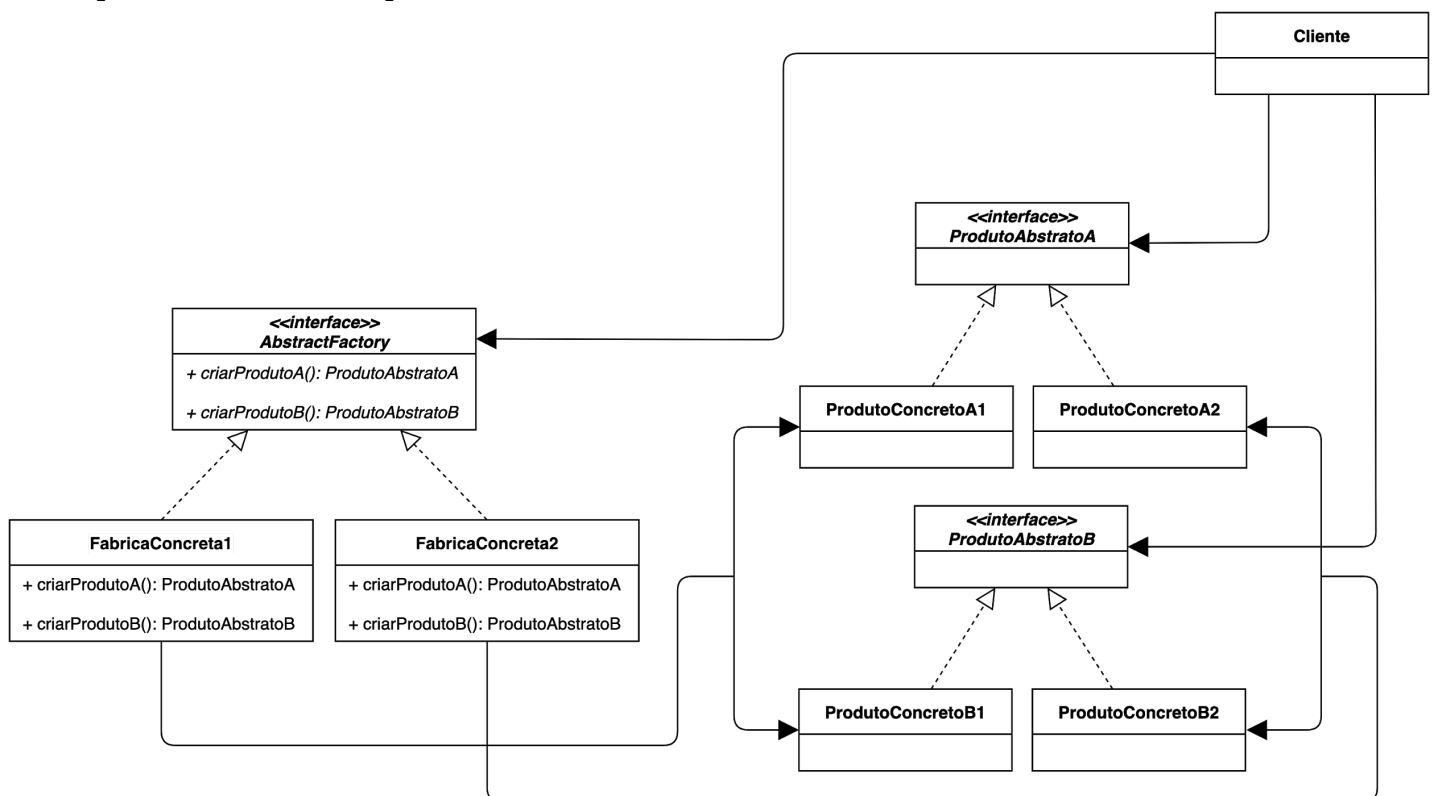 Cliente
<<interface>>
ProdutoAbstratoA
<<interface>>
AbstractFactory
+ criarProdutoA(): ProdutoAbstratoA
+ criarProdutoB(): ProdutoAbstratoB
ProdutoConcretoA1
ProdutoConcretoA2
<<interface>>
ProdutoAbstratoB
FabricaConcreta1
+ criarProdutoA(): ProdutoAbstratoA
+ criarProdutoB(): ProdutoAbstratoB
FabricaConcreta2
+ criarProdutoA(): ProdutoAbstratoA
+ criarProdutoB(): ProdutoAbstratoB
ProdutoConcretoB1
ProdutoConcretoB2